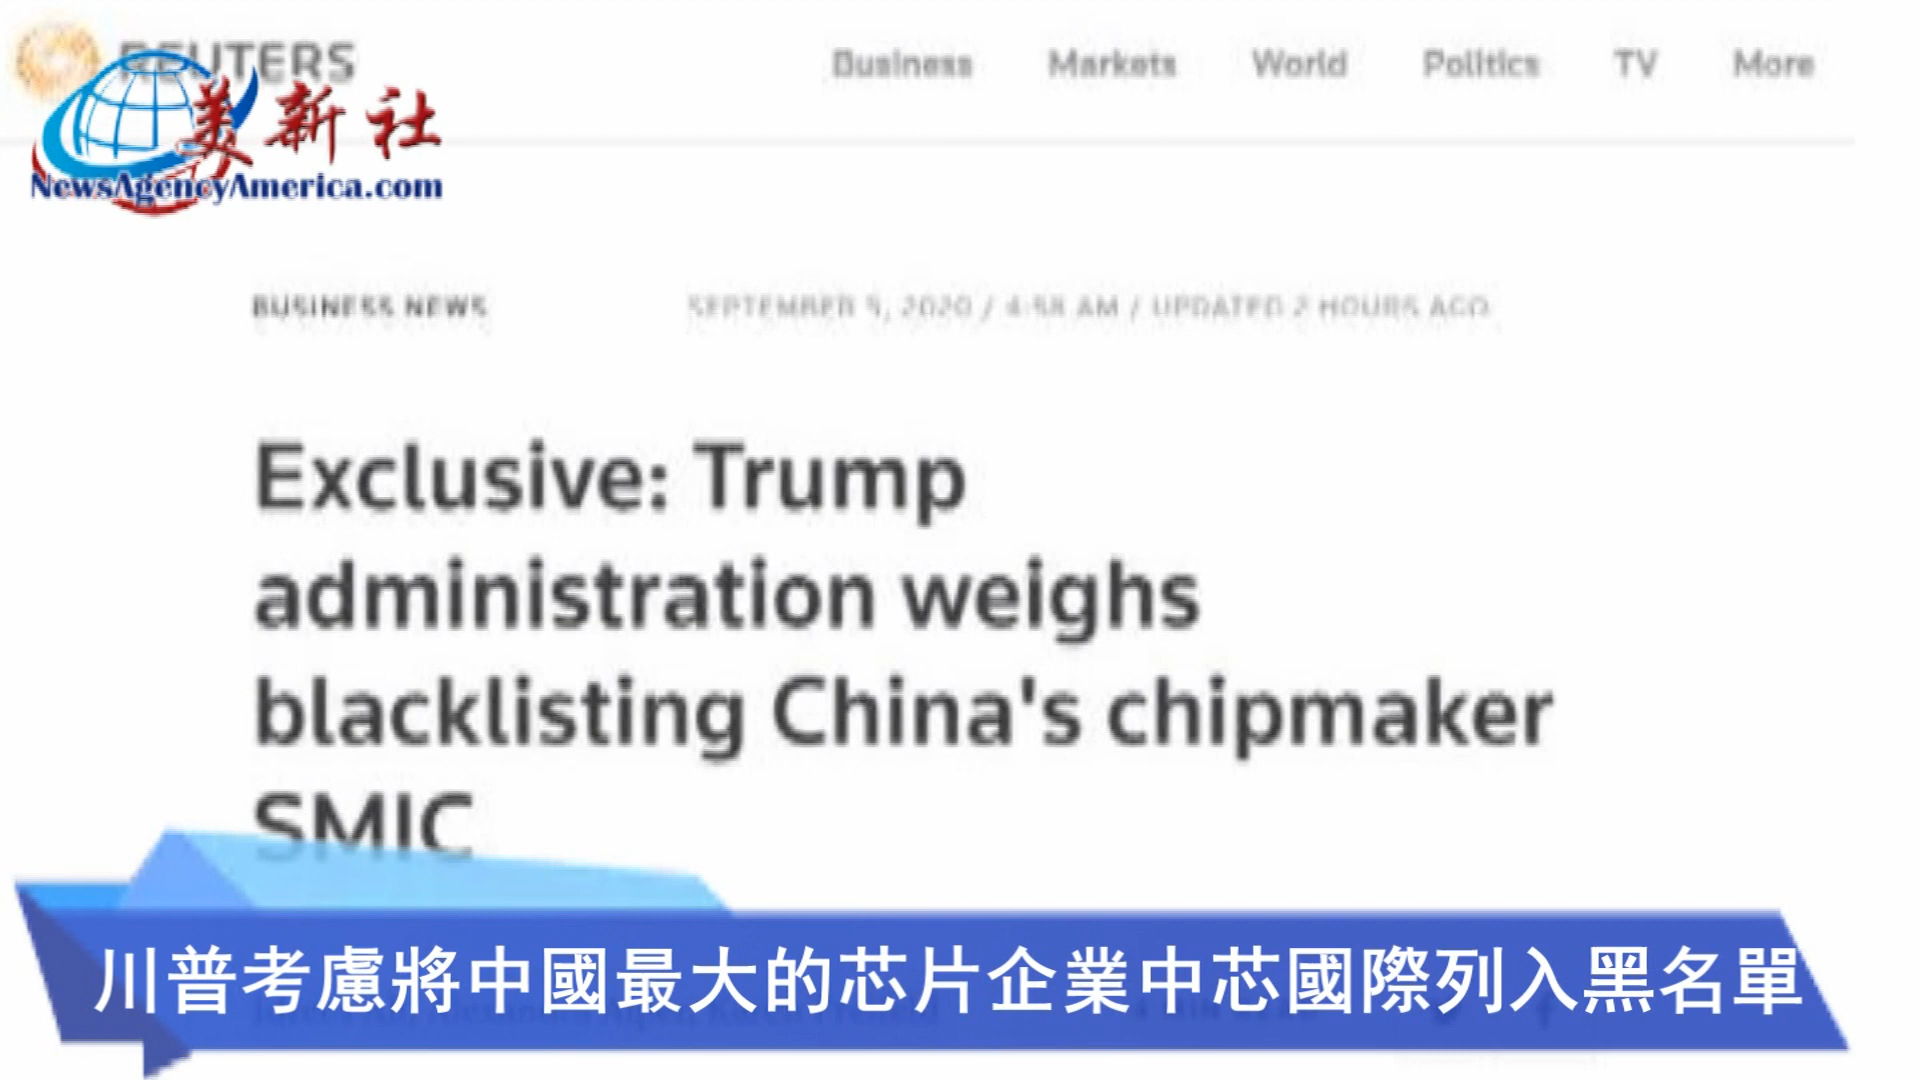 REUTERS
Business Markets World Politics TV More
美新社
NewsAgencyAmerica.com
BUSINESS NEWS
SEPTEMBER 5, 2020 / 4:58 AM / UPDATED 2 HOURS AGO
Exclusive: Trump
administration weighs
blacklisting China's chipmaker
SMIC
川普考慮將中國最大的芯片企業中芯國際列入黑名單